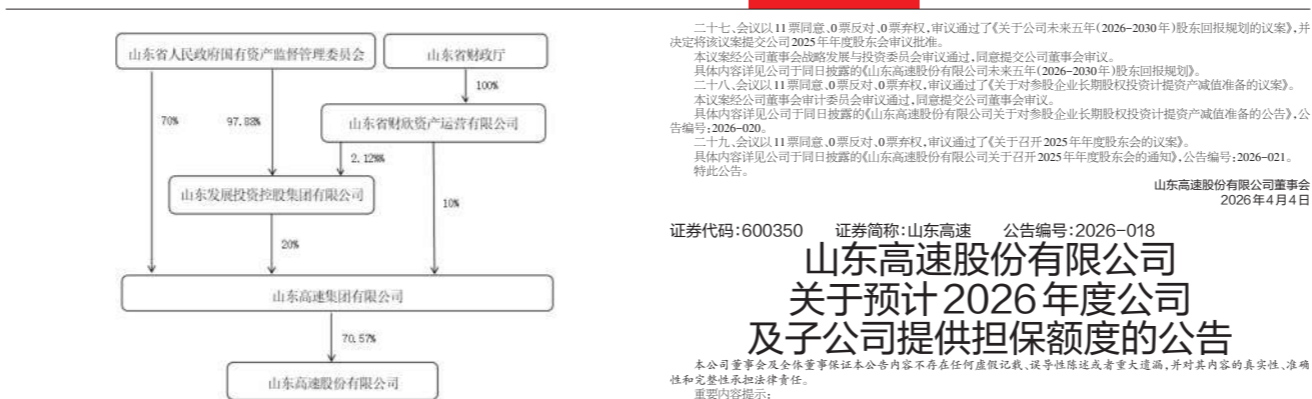 山东省人民政府国有资产监督管理委员会
山东省财政厅
100%
70%
97.88%
山东省财欣资产运营有限公司
2.12%
山东发展投资控股集团有限公司
10%
20%
山东高速集团有限公司
70.57%
山东高速股份有限公司
二十七、会议以11票同意、0票反对、0票弃权,审议通过了《关于公司未来五年(2026-2030年)股东回报规划的议案》,并
决定将该议案提交公司2025年年度股东会审议批准。
本议案经公司董事会战略发展与投资委员会审议通过,同意提交公司董事会审议。
具体内容详见公司于同日披露的《山东高速股份有限公司未来五年(2026-2030年)股东回报规划》。
二十八、会议以11票同意、0票反对、0票弃权,审议通过了《关于对参股企业长期股权投资计提资产减值准备的议案》。
本议案经公司董事会审计委员会审议通过,同意提交公司董事会审议。
具体内容详见公司于同日披露的《山东高速股份有限公司关于对参股企业长期股权投资计提资产减值准备的公告》,公
告编号:2026-020。
二十九、会议以11票同意、0票反对、0票弃权,审议通过了《关于召开2025年年度股东会的议案》。
具体内容详见公司于同日披露的《山东高速股份有限公司关于召开2025年年度股东会的通知》,公告编号:2026-021。
特此公告。
山东高速股份有限公司董事会
2026年4月4日
证券代码:600350 证券简称:山东高速 公告编号:2026-018
山东高速股份有限公司
关于预计2026年度公司
及子公司提供担保额度的公告
本公司董事会及全体董事保证本公告内容不存在任何虚假记载、误导性陈述或者重大遗漏,并对其内容的真实性、准确
性和完整性承担法律责任。
重要内容提示: